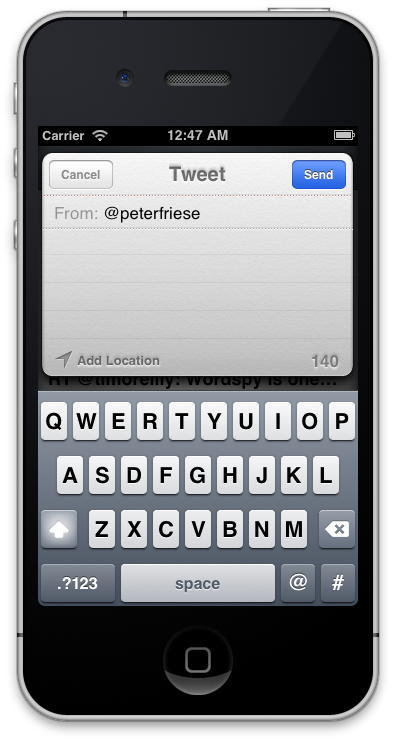 Carrier 12:47 AM
Cancel Tweet Send
From: @peterfriese
Add Location 140
RT @timoreilly: Wordspy is one...
Q W E R T Y U I O P
A S D F G H J K L
Z X C V B N M
.?123 space @ #